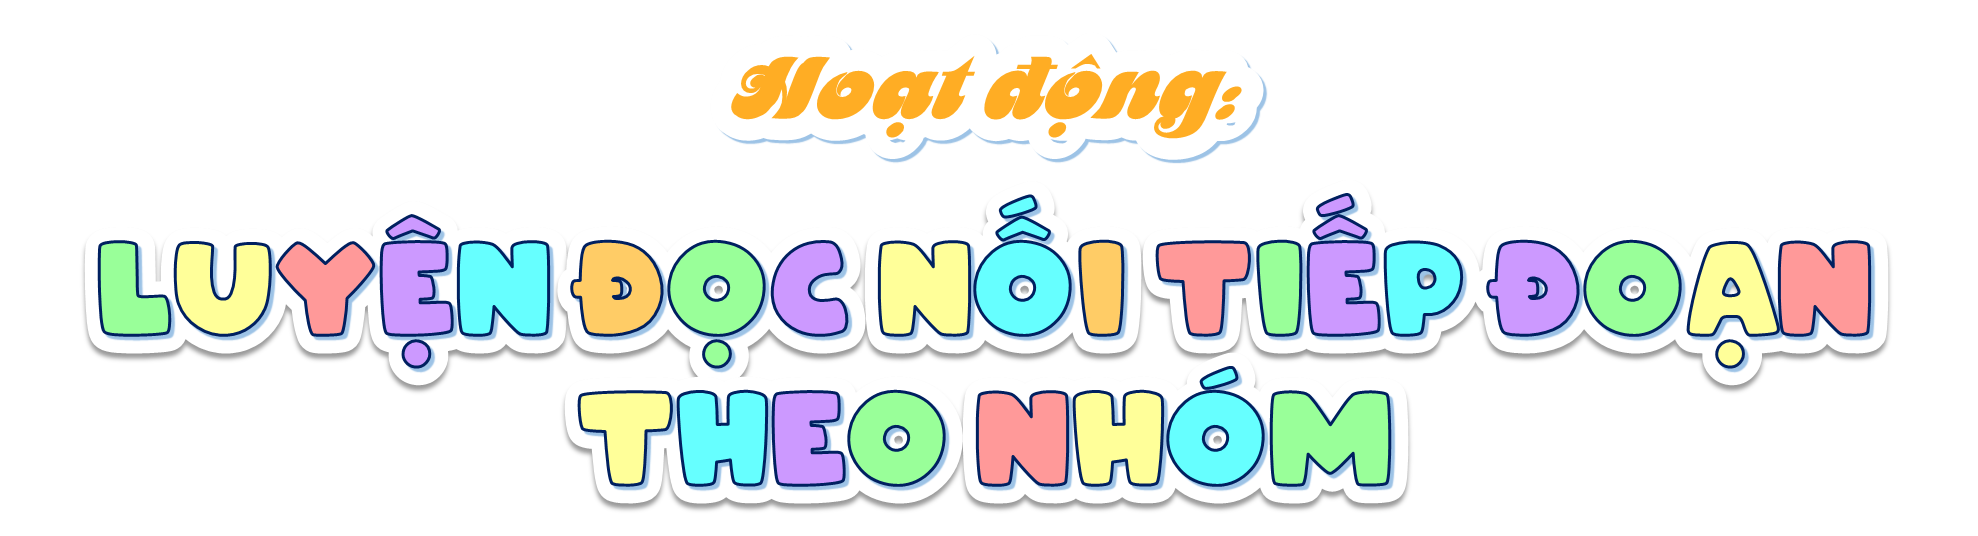 Hoạt động:
LUYỆN ĐỌC NỐI TIẾP ĐOẠN
THEO NHÓM